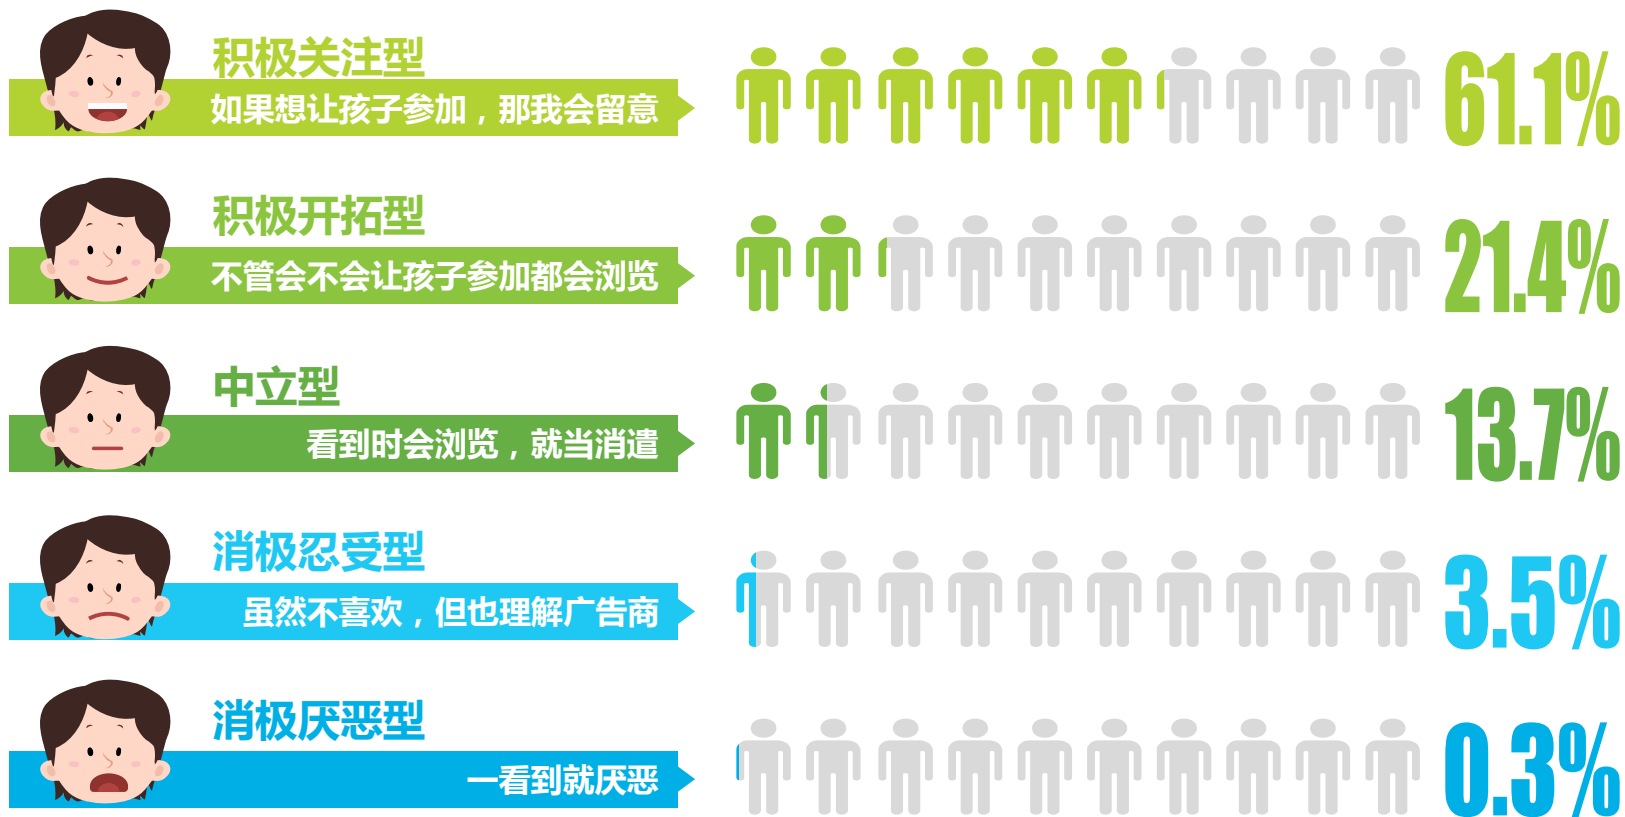 积极关注型
如果想让孩子参加，那我会留意
61.1%
积极开拓型
不管会不会让孩子参加都会浏览
21.4%
中立型
看到时会浏览，就当消遣
13.7%
消极忍受型
虽然不喜欢，但也理解广告商
3.5%
消极厌恶型
一看到就厌恶
0.3%